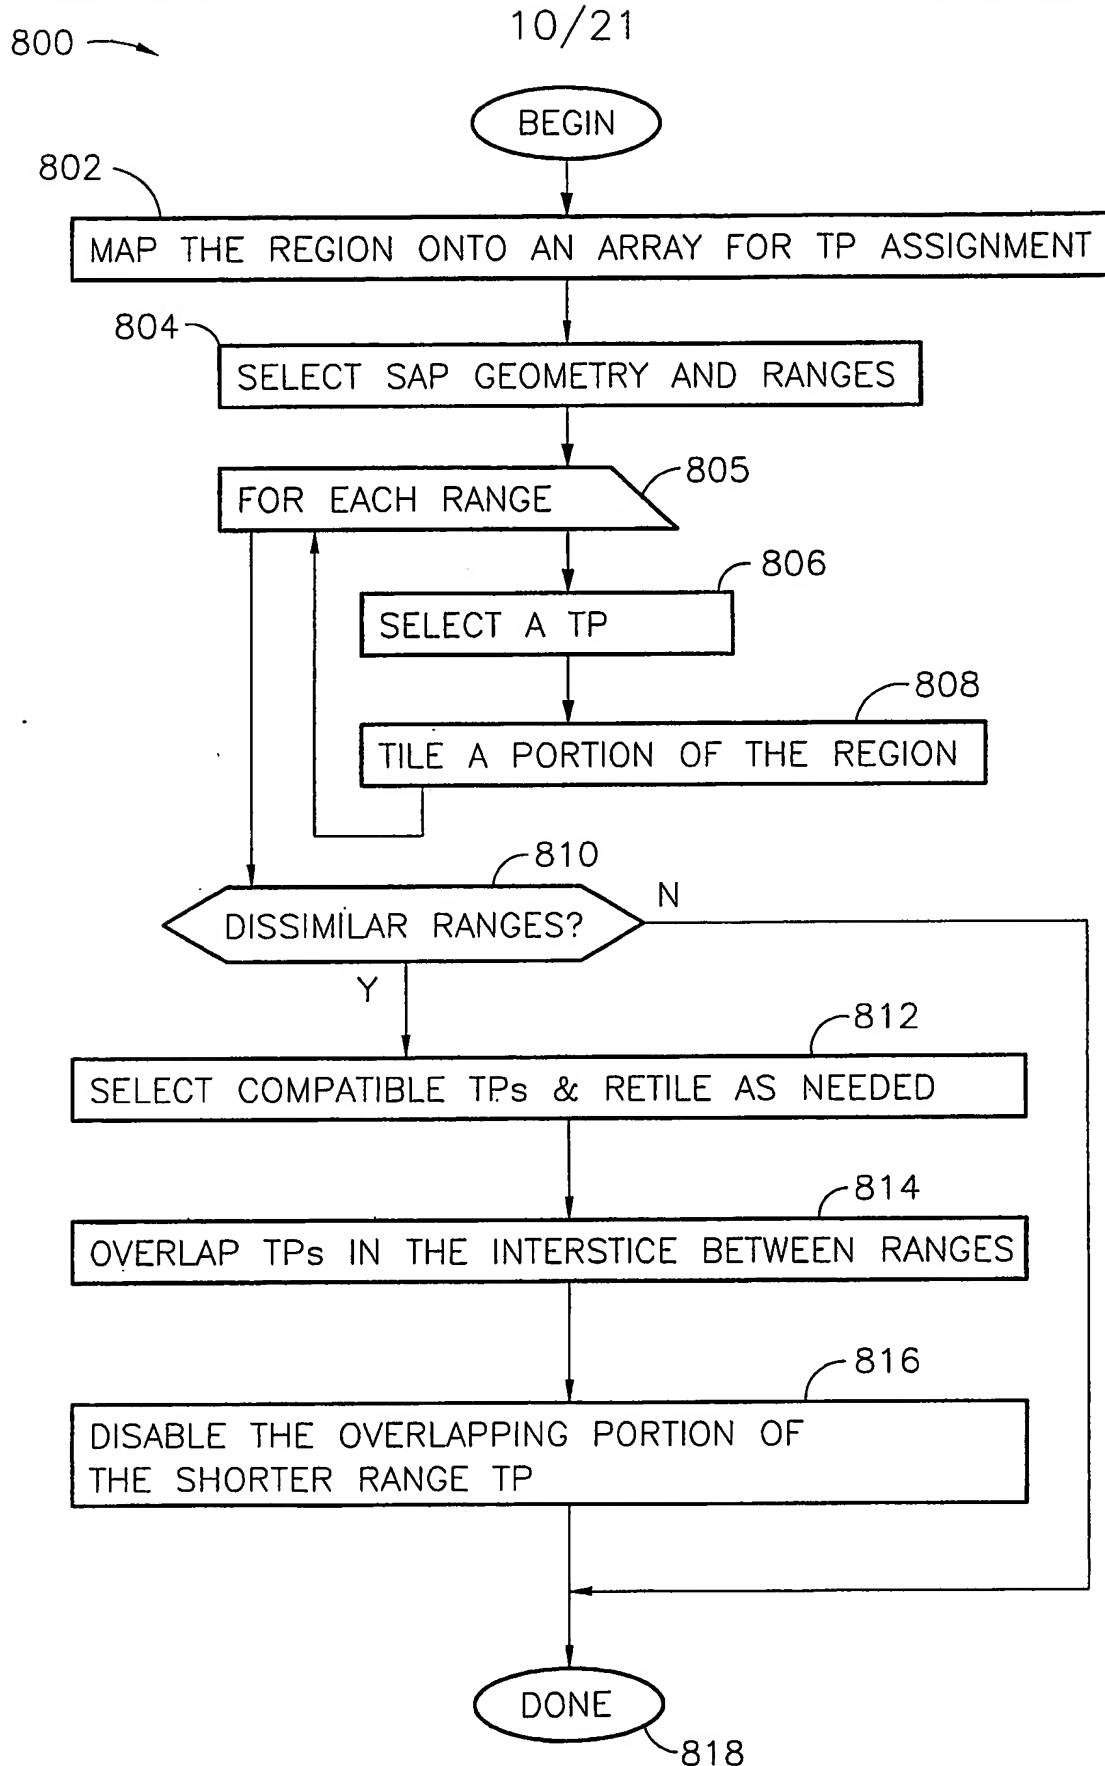 10/21
800
BEGIN
802
MAP THE REGION ONTO AN ARRAY FOR TP ASSIGNMENT
804
SELECT SAP GEOMETRY AND RANGES
805
FOR EACH RANGE
806
SELECT A TP
808
TILE A PORTION OF THE REGION
810
DISSIMILAR RANGES?
N
Y
812
SELECT COMPATIBLE TPs & RETILE AS NEEDED
814
OVERLAP TPs IN THE INTERSTICE BETWEEN RANGES
816
DISABLE THE OVERLAPPING PORTION OF
THE SHORTER RANGE TP
DONE
818